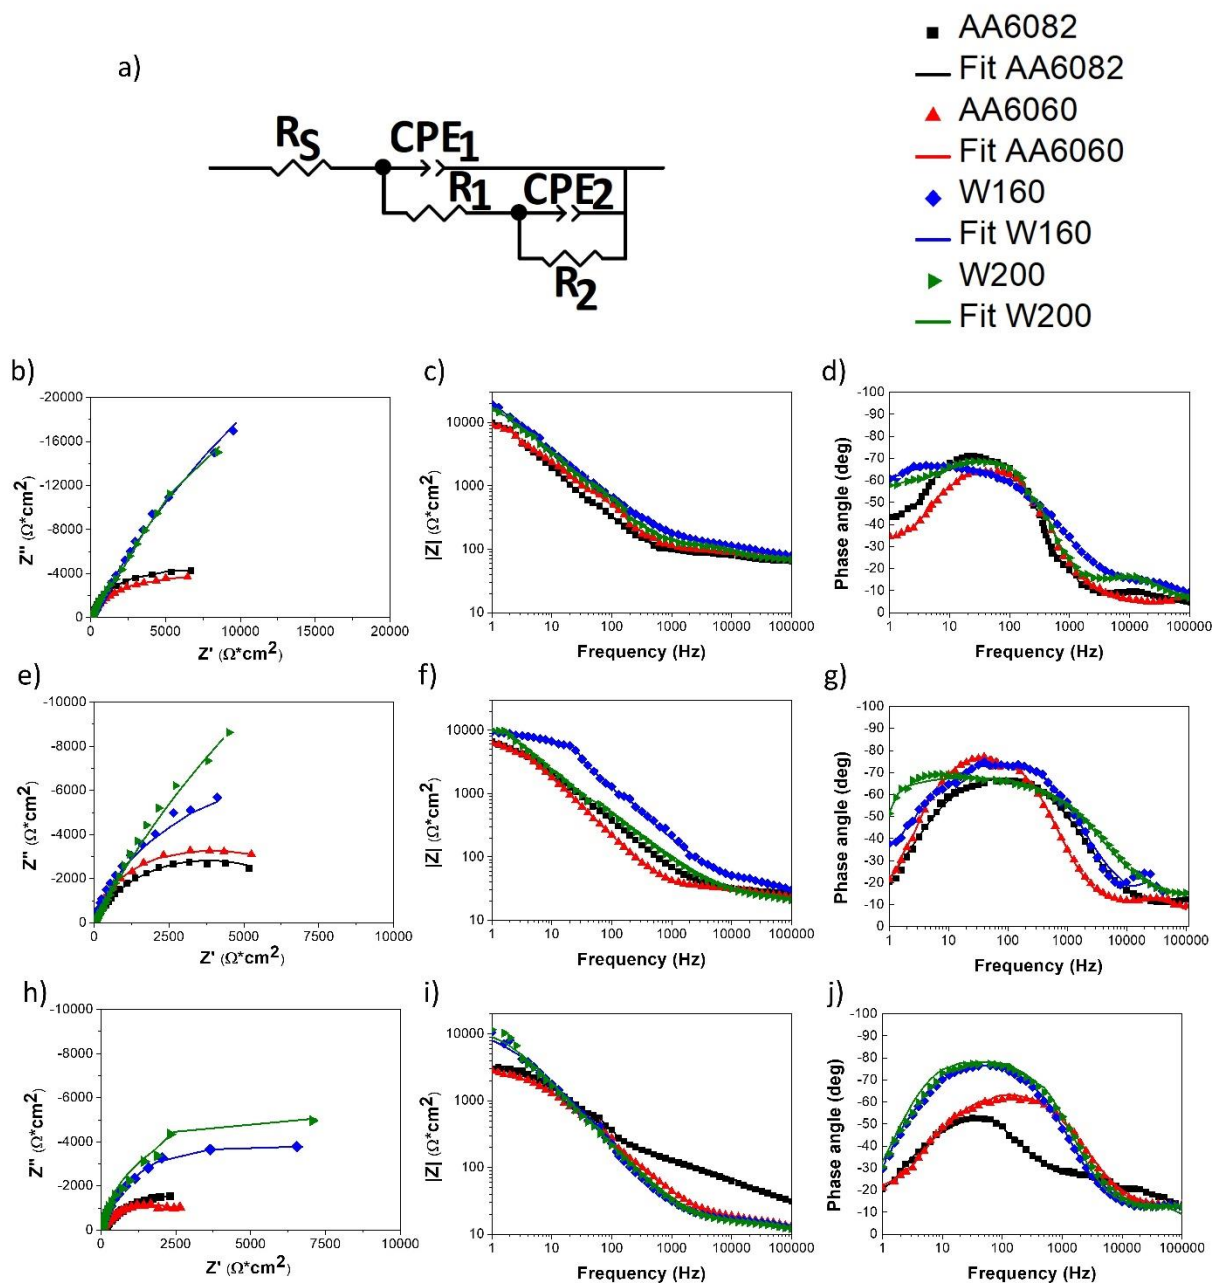 a)
R_S
CPE_1
R_1
CPE_2
R_2
AA6082
Fit AA6082
AA6060
Fit AA6060
W160
Fit W160
W200
Fit W200
b)
-20000
-16000
-12000
-8000
-4000
0
Z'' (Ω*cm2)
0 5000 10000 15000 20000
Z' (Ω*cm2)
c)
10000
1000
100
10
|Z| (Ω*cm2)
1 10 100 1000 10000 100000
Frequency (Hz)
d)
-100
-90
-80
-70
-60
-50
-40
-30
-20
-10
0
Phase angle (deg)
1 10 100 1000 10000 100000
Frequency (Hz)
e)
-10000
-8000
-6000
-4000
-2000
0
Z'' (Ω*cm2)
0 2500 5000 7500 10000
Z' (Ω*cm2)
f)
10000
1000
100
10
|Z| (Ω*cm2)
1 10 100 1000 10000 100000
Frequency (Hz)
g)
-100
-90
-80
-70
-60
-50
-40
-30
-20
-10
0
Phase angle (deg)
1 10 100 1000 10000 100000
Frequency (Hz)
h)
-10000
-8000
-6000
-4000
-2000
0
Z'' (Ω*cm2)
0 2500 5000 7500 10000
Z' (Ω*cm2)
i)
10000
1000
100
10
|Z| (Ω*cm2)
1 10 100 1000 10000 100000
Frequency (Hz)
j)
-100
-90
-80
-70
-60
-50
-40
-30
-20
-10
0
Phase angle (deg)
1 10 100 1000 10000 100000
Frequency (Hz)